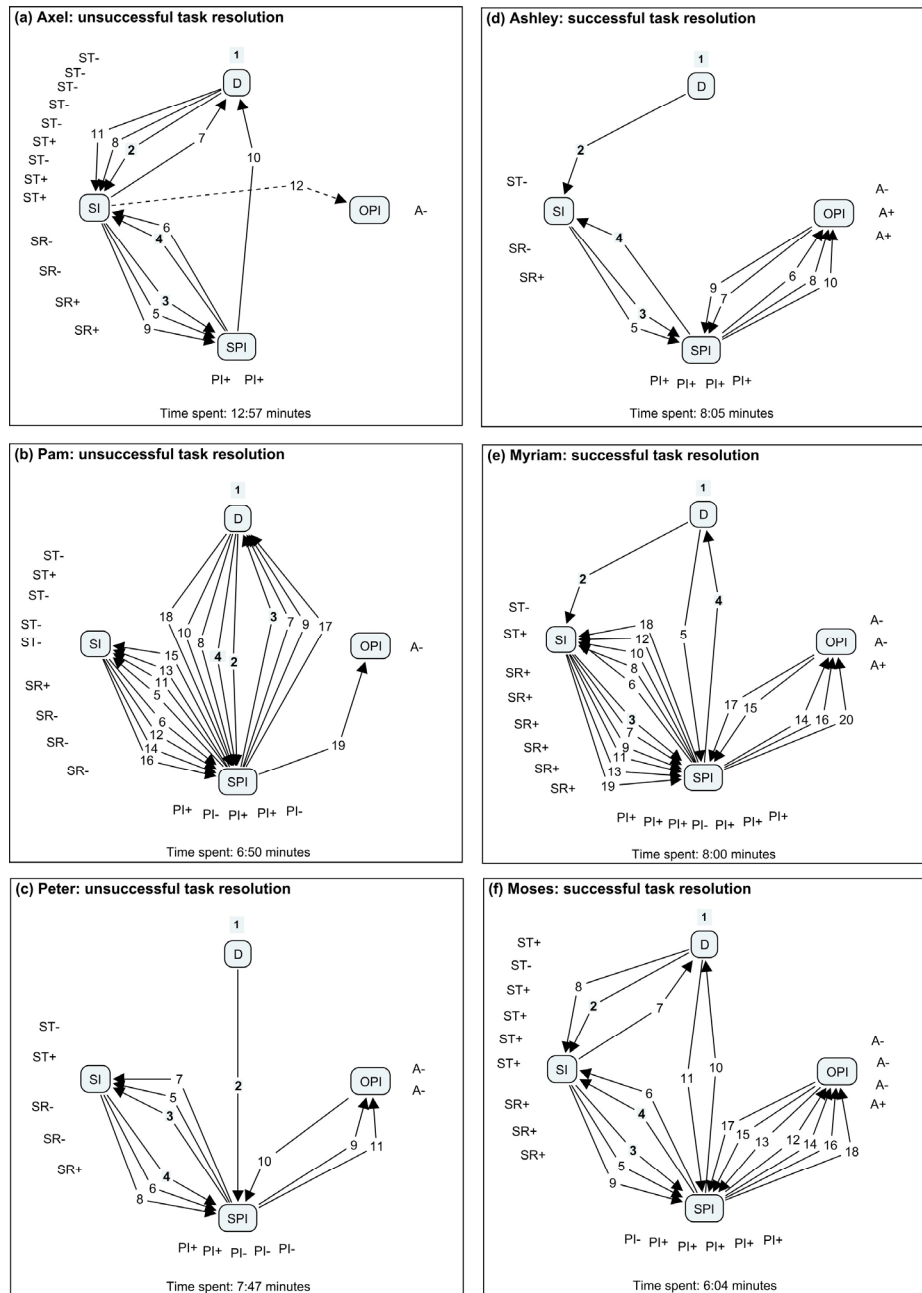 (a) Axel: unsuccessful task resolution
1
D
ST-
ST-
ST-
ST-
ST-
ST+
ST-
ST+
ST+
11
8
2
7
10
12
SI
OPI
A-
6
4
SR-
SR-
SR+
SR+
3
5
9
SPI
PI+ PI+
Time spent: 12:57 minutes
(d) Ashley: successful task resolution
1
D
2
ST-
SI
OPI
A-
A+
A+
SR-
SR+
4
3
5
9
7
6
8
10
SPI
PI+ PI+ PI+ PI+
Time spent: 8:05 minutes
(b) Pam: unsuccessful task resolution
1
D
ST-
ST+
ST-
ST-
ST-
18
10
8
4
2
3
7
9
17
SI
OPI
A-
15
13
11
5
6
12
14
16
SR+
SR-
SR-
SR-
19
SPI
PI+ PI- PI+ PI+ PI-
Time spent: 6:50 minutes
(e) Myriam: successful task resolution
1
D
2
5
4
ST-
ST+
SI
OPI
A-
A-
A+
18
12
10
8
6
3
7
9
11
13
19
SR+
SR+
SR+
SR+
SR+
SR+
17
15
14
16
20
SPI
PI+ PI+ PI+ PI- PI+ PI+ PI+
Time spent: 8:00 minutes
(c) Peter: unsuccessful task resolution
1
D
2
ST-
ST+
SI
OPI
A-
A-
7
5
3
4
6
8
SR-
SR-
SR+
10
9
11
SPI
PI+ PI+ PI- PI- PI-
Time spent: 7:47 minutes
(f) Moses: successful task resolution
1
D
ST+
ST-
ST+
ST+
ST+
ST+
8
2
7
11
10
SI
OPI
A-
A-
A-
A+
6
4
3
5
9
SR+
SR+
SR+
17
15
13
12
14
16
18
SPI
PI- PI+ PI+ PI+ PI+ PI+
Time spent: 6:04 minutes